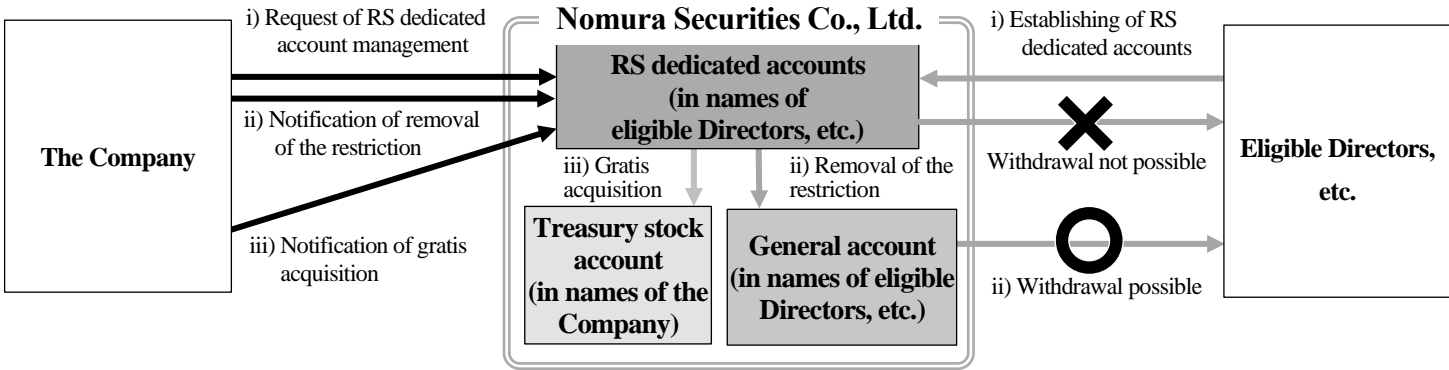 Nomura Securities Co., Ltd.
The Company
i) Request of RS dedicated
account management
ii) Notification of removal
of the restriction
iii) Notification of gratis
acquisition
RS dedicated accounts
(in names of
eligible Directors, etc.)
iii) Gratis
acquisition
ii) Removal of the
restriction
Treasury stock
account
(in names of the
Company)
General account
(in names of eligible
Directors, etc.)
i) Establishing of RS
dedicated accounts
Withdrawal not possible
ii) Withdrawal possible
Eligible Directors,
etc.